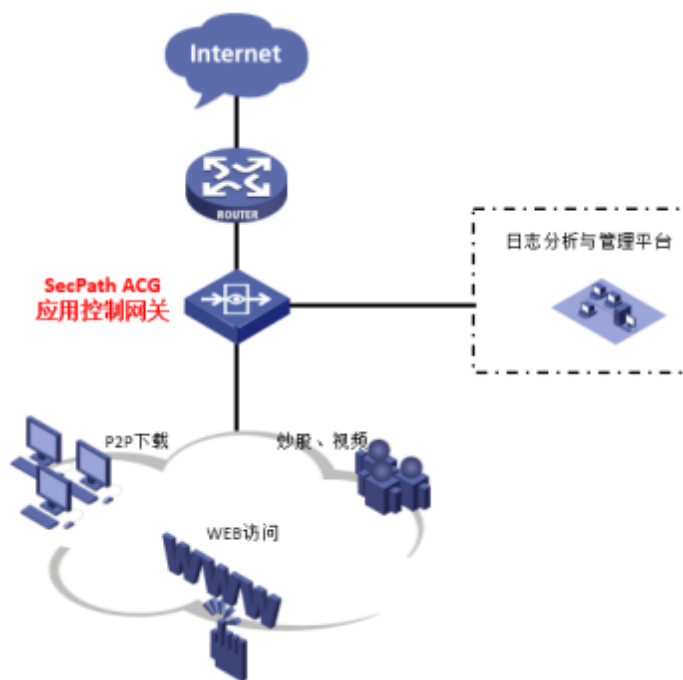 Internet
ROUTER
日志分析与管理平台
SecPath ACG
应用控制网关
P2P下载
炒股、视频
WEB访问
WWW